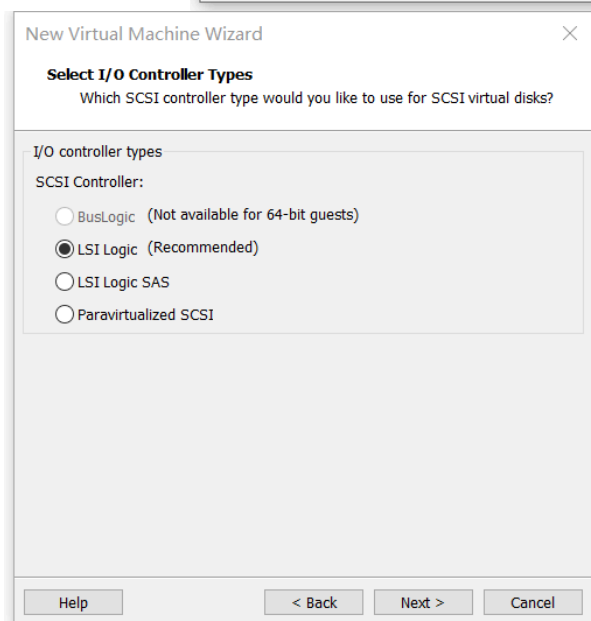 New Virtual Machine Wizard
Select I/O Controller Types
Which SCSI controller type would you like to use for SCSI virtual disks?
I/O controller types
SCSI Controller:
BusLogic (Not available for 64-bit guests)
LSI Logic (Recommended)
LSI Logic SAS
Paravirtualized SCSI
Help < Back Next > Cancel